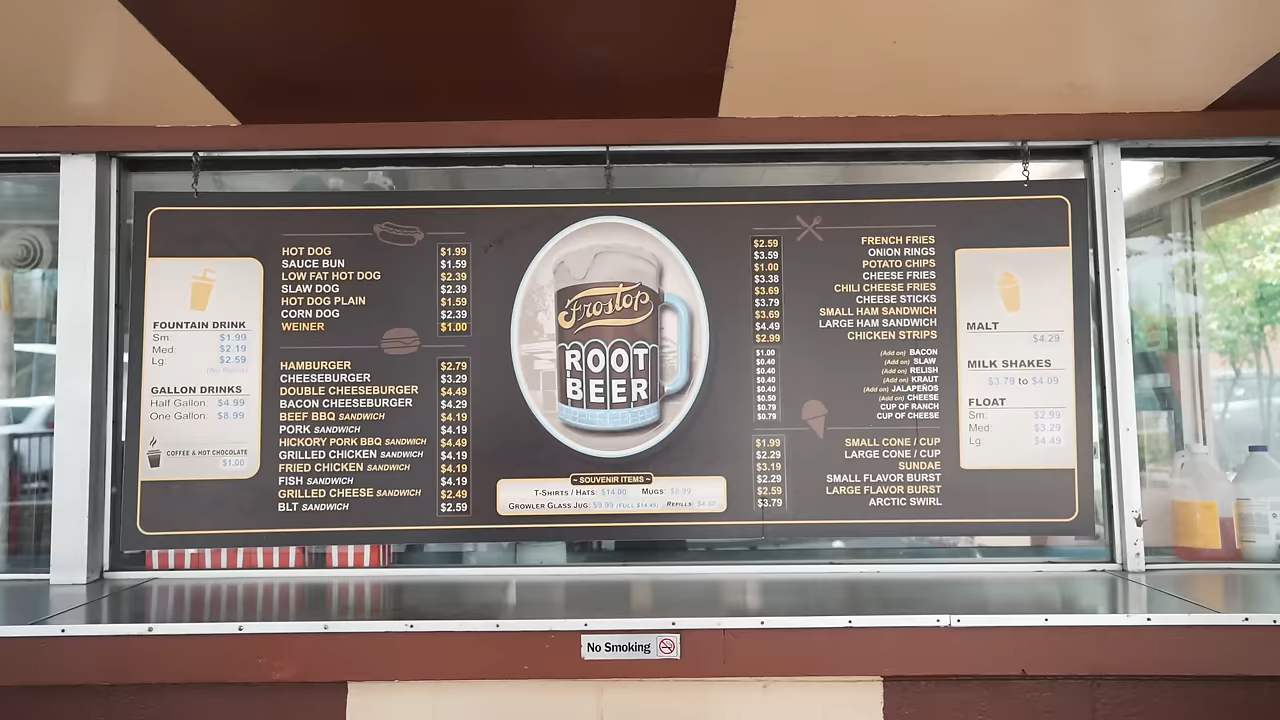 FOUNTAIN DRINK
Sm: $1.99
Med: $2.19
Lg: $2.59
(No Refills)
GALLON DRINKS
Half Gallon: $4.99
One Gallon: $8.99
COFFEE & HOT CHOCOLATE
$1.00
HOT DOG $1.99
SAUCE BUN $1.59
LOW FAT HOT DOG $2.39
SLAW DOG $2.39
HOT DOG PLAIN $1.59
CORN DOG $2.39
WEINER $1.00
HAMBURGER $2.79
CHEESEBURGER $3.29
DOUBLE CHEESEBURGER $4.49
BACON CHEESEBURGER $4.29
BEEF BBQ SANDWICH $4.19
PORK SANDWICH $4.19
HICKORY PORK BBQ SANDWICH $4.49
GRILLED CHICKEN SANDWICH $4.49
FRIED CHICKEN SANDWICH $4.19
FISH SANDWICH $4.19
GRILLED CHEESE SANDWICH $2.49
BLT SANDWICH $2.59
Frostop
ROOT
BEER
~ SOUVENIR ITEMS ~
T-SHIRTS / HATS: $14.00 MUGS: $6.99
GROWLER GLASS JUG: $9.99 (FULL $14.49) REFILLS: $4.50
$2.59 FRENCH FRIES
$3.59 ONION RINGS
$1.00 POTATO CHIPS
$3.38 CHEESE FRIES
$3.69 CHILI CHEESE FRIES
$3.79 CHEESE STICKS
$3.69 SMALL HAM SANDWICH
$4.49 LARGE HAM SANDWICH
$2.99 CHICKEN STRIPS
$1.00 (Add on) BACON
$0.40 (Add on) SLAW
$0.40 (Add on) RELISH
$0.40 (Add on) KRAUT
$0.40 (Add on) JALAPEÑOS
$0.50 (Add on) CHEESE
$0.79 CUP OF RANCH
$0.79 CUP OF CHEESE
$1.99 SMALL CONE / CUP
$2.29 LARGE CONE / CUP
$3.19 SUNDAE
$2.29 SMALL FLAVOR BURST
$2.59 LARGE FLAVOR BURST
$3.79 ARCTIC SWIRL
MALT
$4.29
MILK SHAKES
$3.79 to $4.09
FLOAT
Sm: $2.99
Med: $3.29
Lg: $4.49
No Smoking